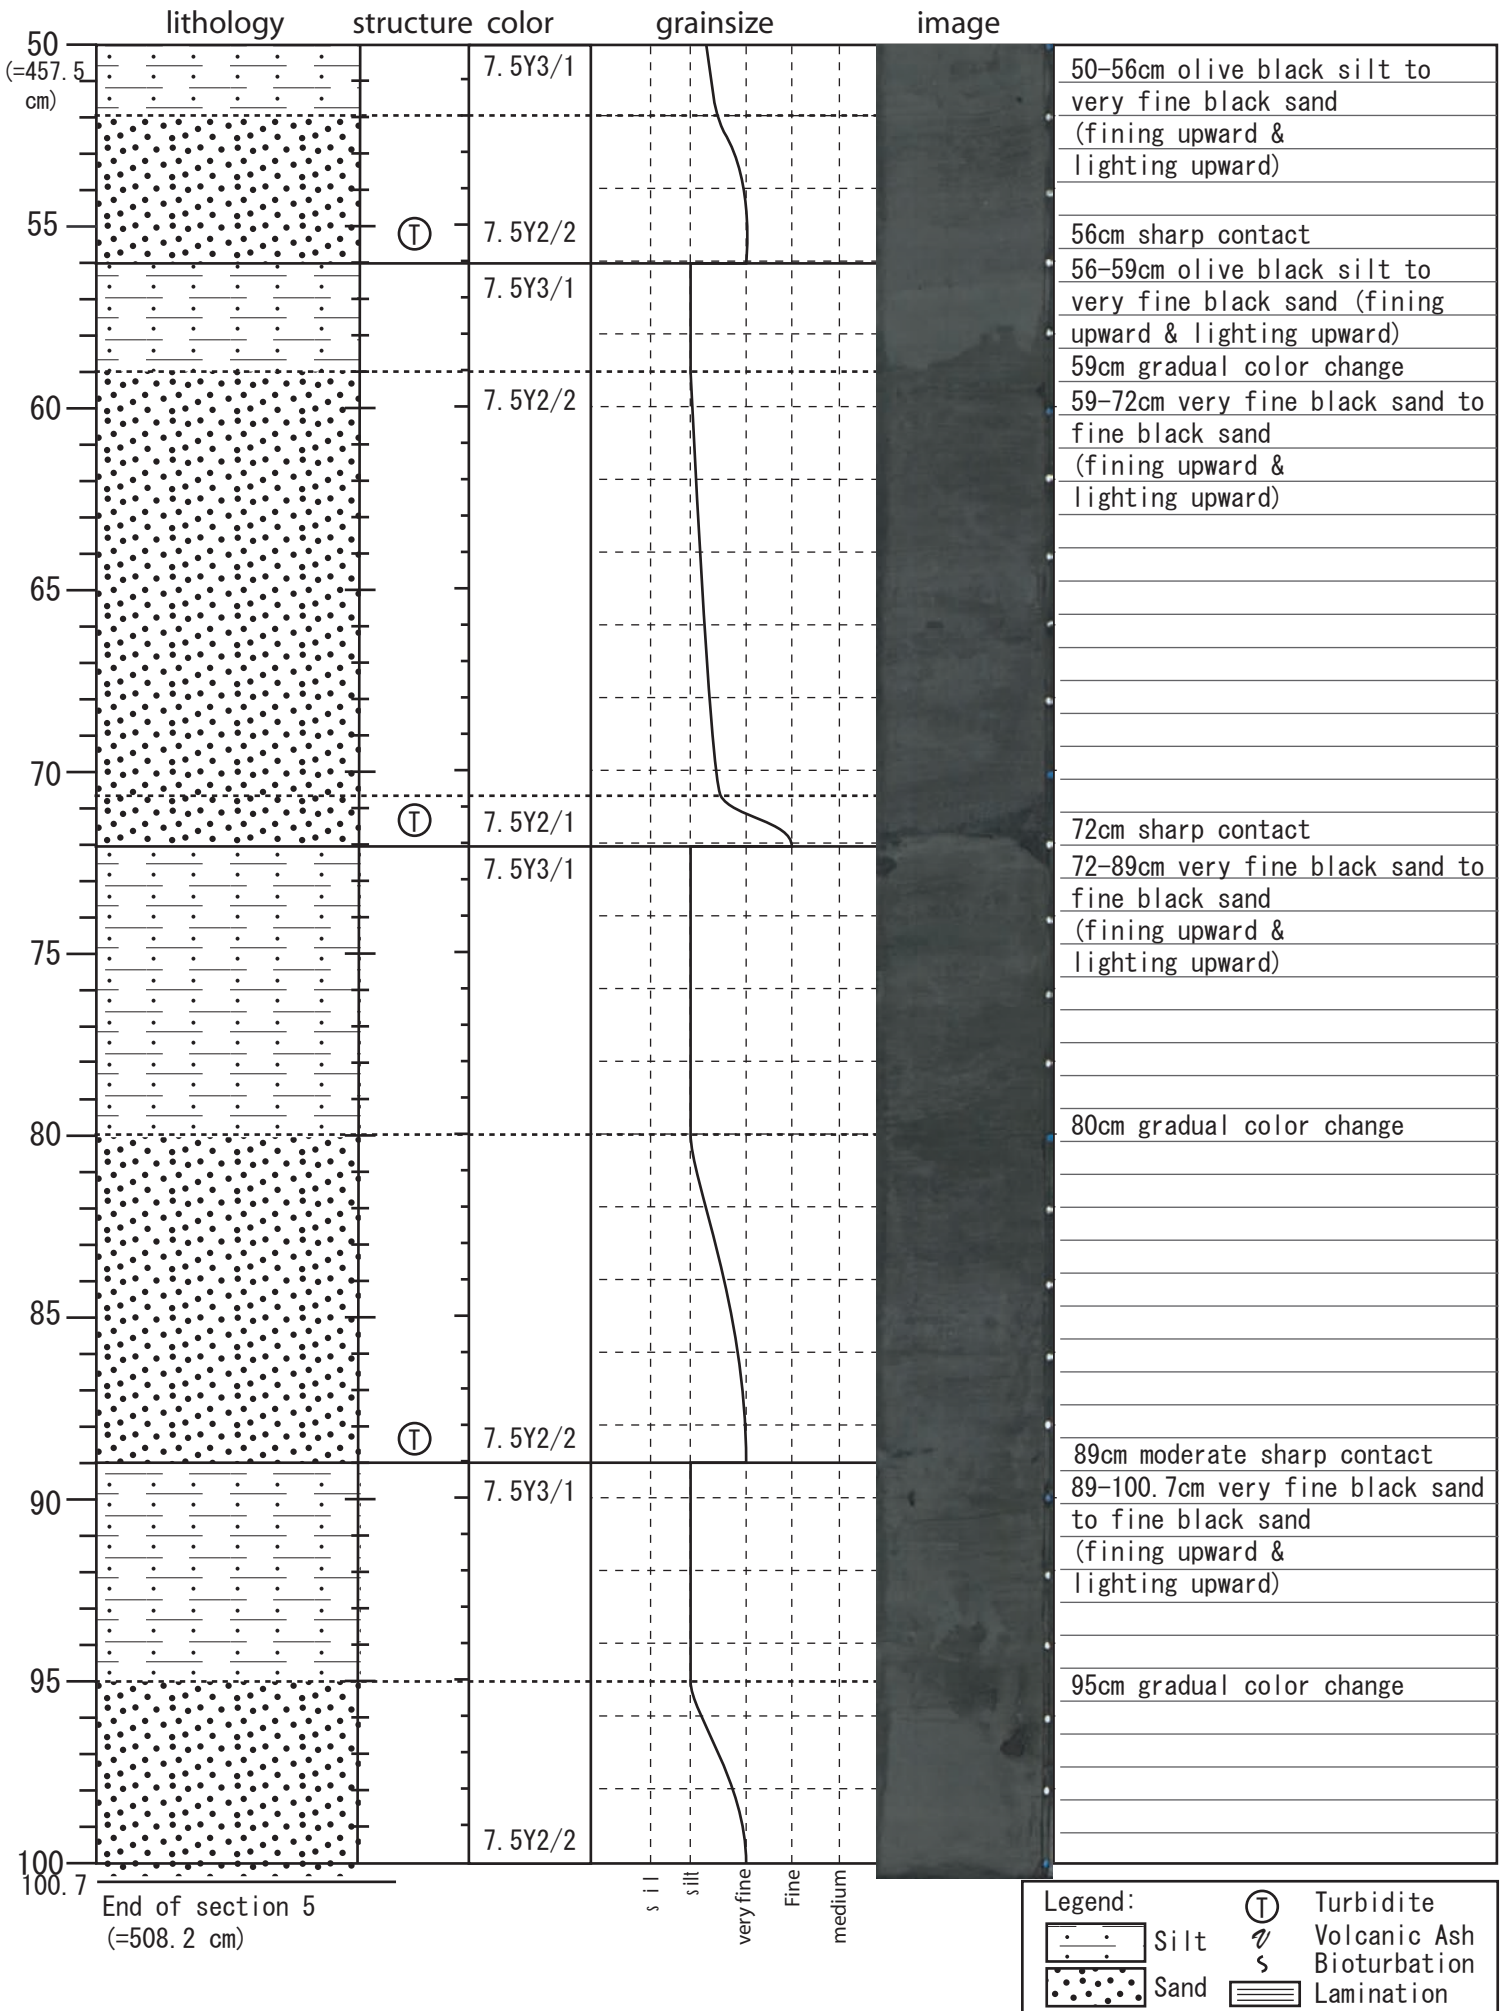 lithology structure color grainsize image
50
(=457.5
cm)
55
60
65
70
75
80
85
90
95
100
100.7
End of section 5
(=508.2 cm)
T
T
T
7.5Y3/1
7.5Y2/2
7.5Y3/1
7.5Y2/2
7.5Y2/1
7.5Y3/1
7.5Y2/2
7.5Y3/1
7.5Y2/2
s i l
silt
very fine
Fine
medium
50-56cm olive black silt to
very fine black sand
(fining upward &
lighting upward)
56cm sharp contact
56-59cm olive black silt to
very fine black sand (fining
upward & lighting upward)
59cm gradual color change
59-72cm very fine black sand to
fine black sand
(fining upward &
lighting upward)
72cm sharp contact
72-89cm very fine black sand to
fine black sand
(fining upward &
lighting upward)
80cm gradual color change
89cm moderate sharp contact
89-100.7cm very fine black sand
to fine black sand
(fining upward &
lighting upward)
95cm gradual color change
Legend:
Silt
Sand
T Turbidite
Volcanic Ash
Bioturbation
Lamination